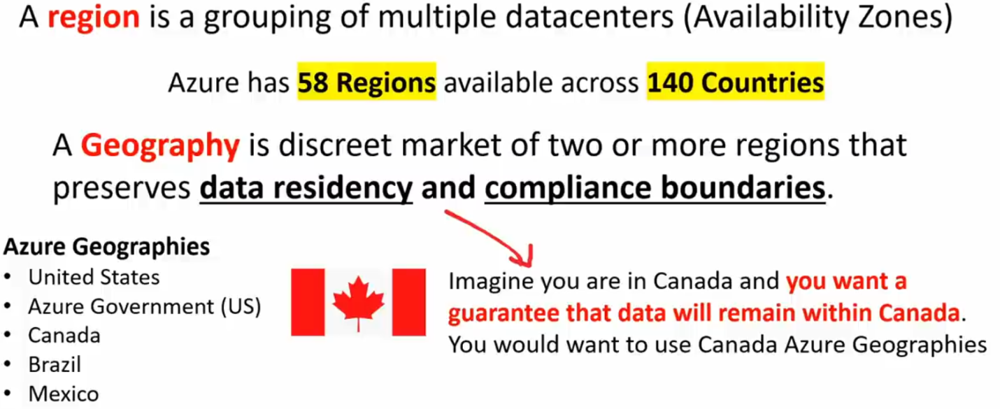 A region is a grouping of multiple datacenters (Availability Zones)
Azure has 58 Regions available across 140 Countries
A Geography is discreet market of two or more regions that
preserves data residency and compliance boundaries.
Azure Geographies
• United States
• Azure Government (US)
• Canada
• Brazil
• Mexico
Imagine you are in Canada and you want a
guarantee that data will remain within Canada.
You would want to use Canada Azure Geographies